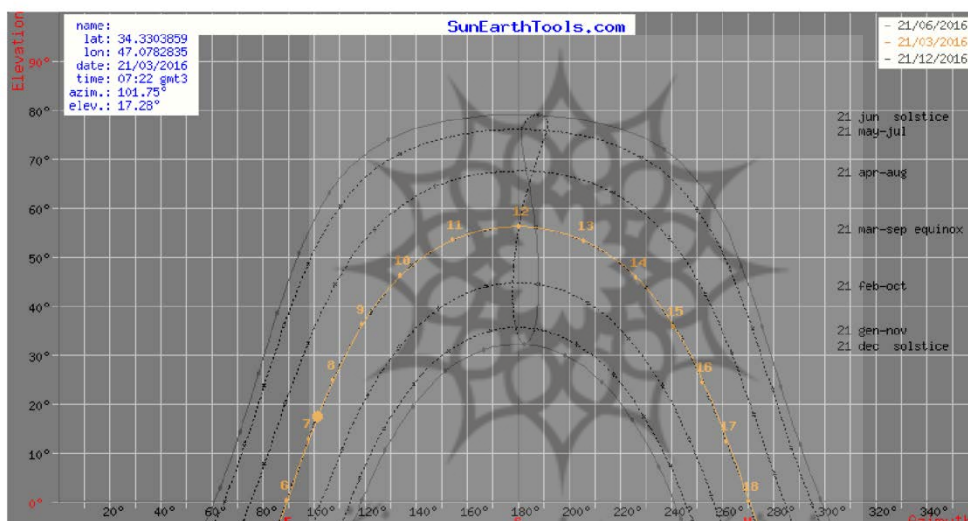 SunEarthTools.com
name:
lat: 34.3303859
lon: 47.0782835
date: 21/03/2016
time: 07:22 gmt3
azim.: 101.75°
elev.: 17.28°
— 21/06/2016
— 21/03/2016
— 21/12/2016
Elevation
90°
80°
70°
60°
50°
40°
30°
20°
10°
0°
21 jun solstice
21 may-jul
21 apr-aug
21 mar-sep equinox
21 feb-oct
21 gen-nov
21 dec solstice
6
7
8
9
10
11
12
13
14
15
16
17
18
20°
40°
60°
80°
100°
120°
140°
160°
180°
200°
220°
240°
260°
280°
300°
320°
340°